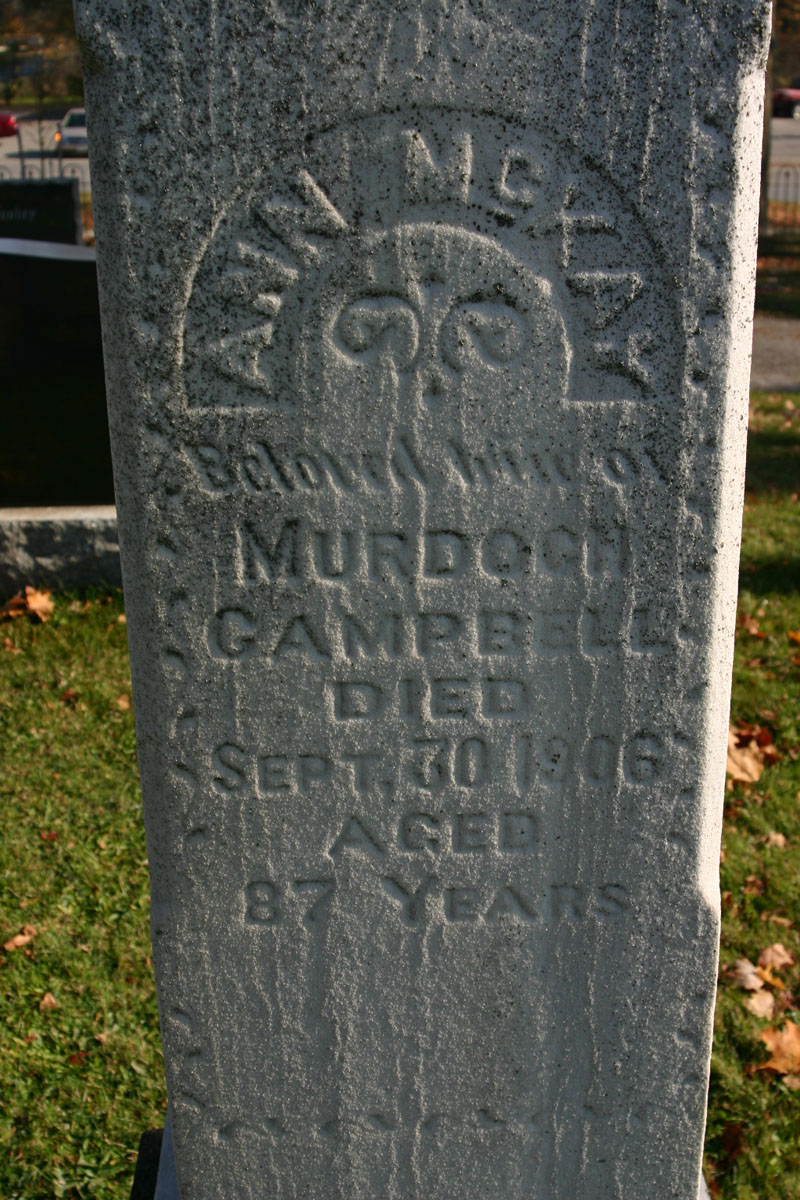 ANN McKAY
Beloved wife of
MURDOCH
CAMPBELL
DIED
SEPT. 30 1906
AGED
87 YEARS